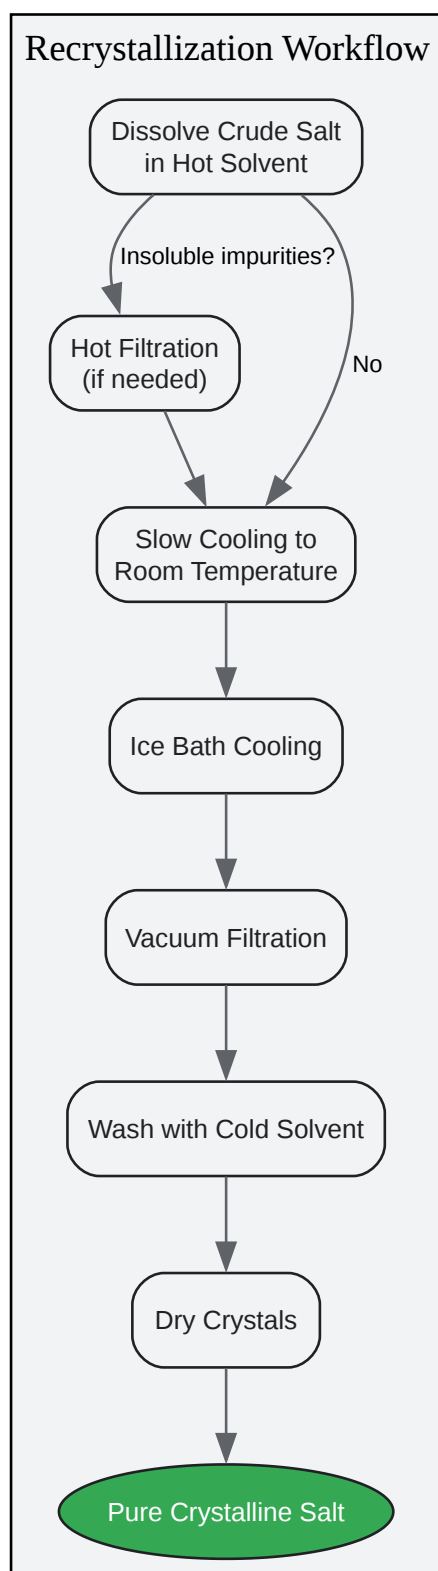 Recrystallization Workflow
Dissolve Crude Salt
in Hot Solvent
Insoluble impurities?
Hot Filtration
(if needed)
No
Slow Cooling to
Room Temperature
Ice Bath Cooling
Vacuum Filtration
Wash with Cold Solvent
Dry Crystals
Pure Crystalline Salt